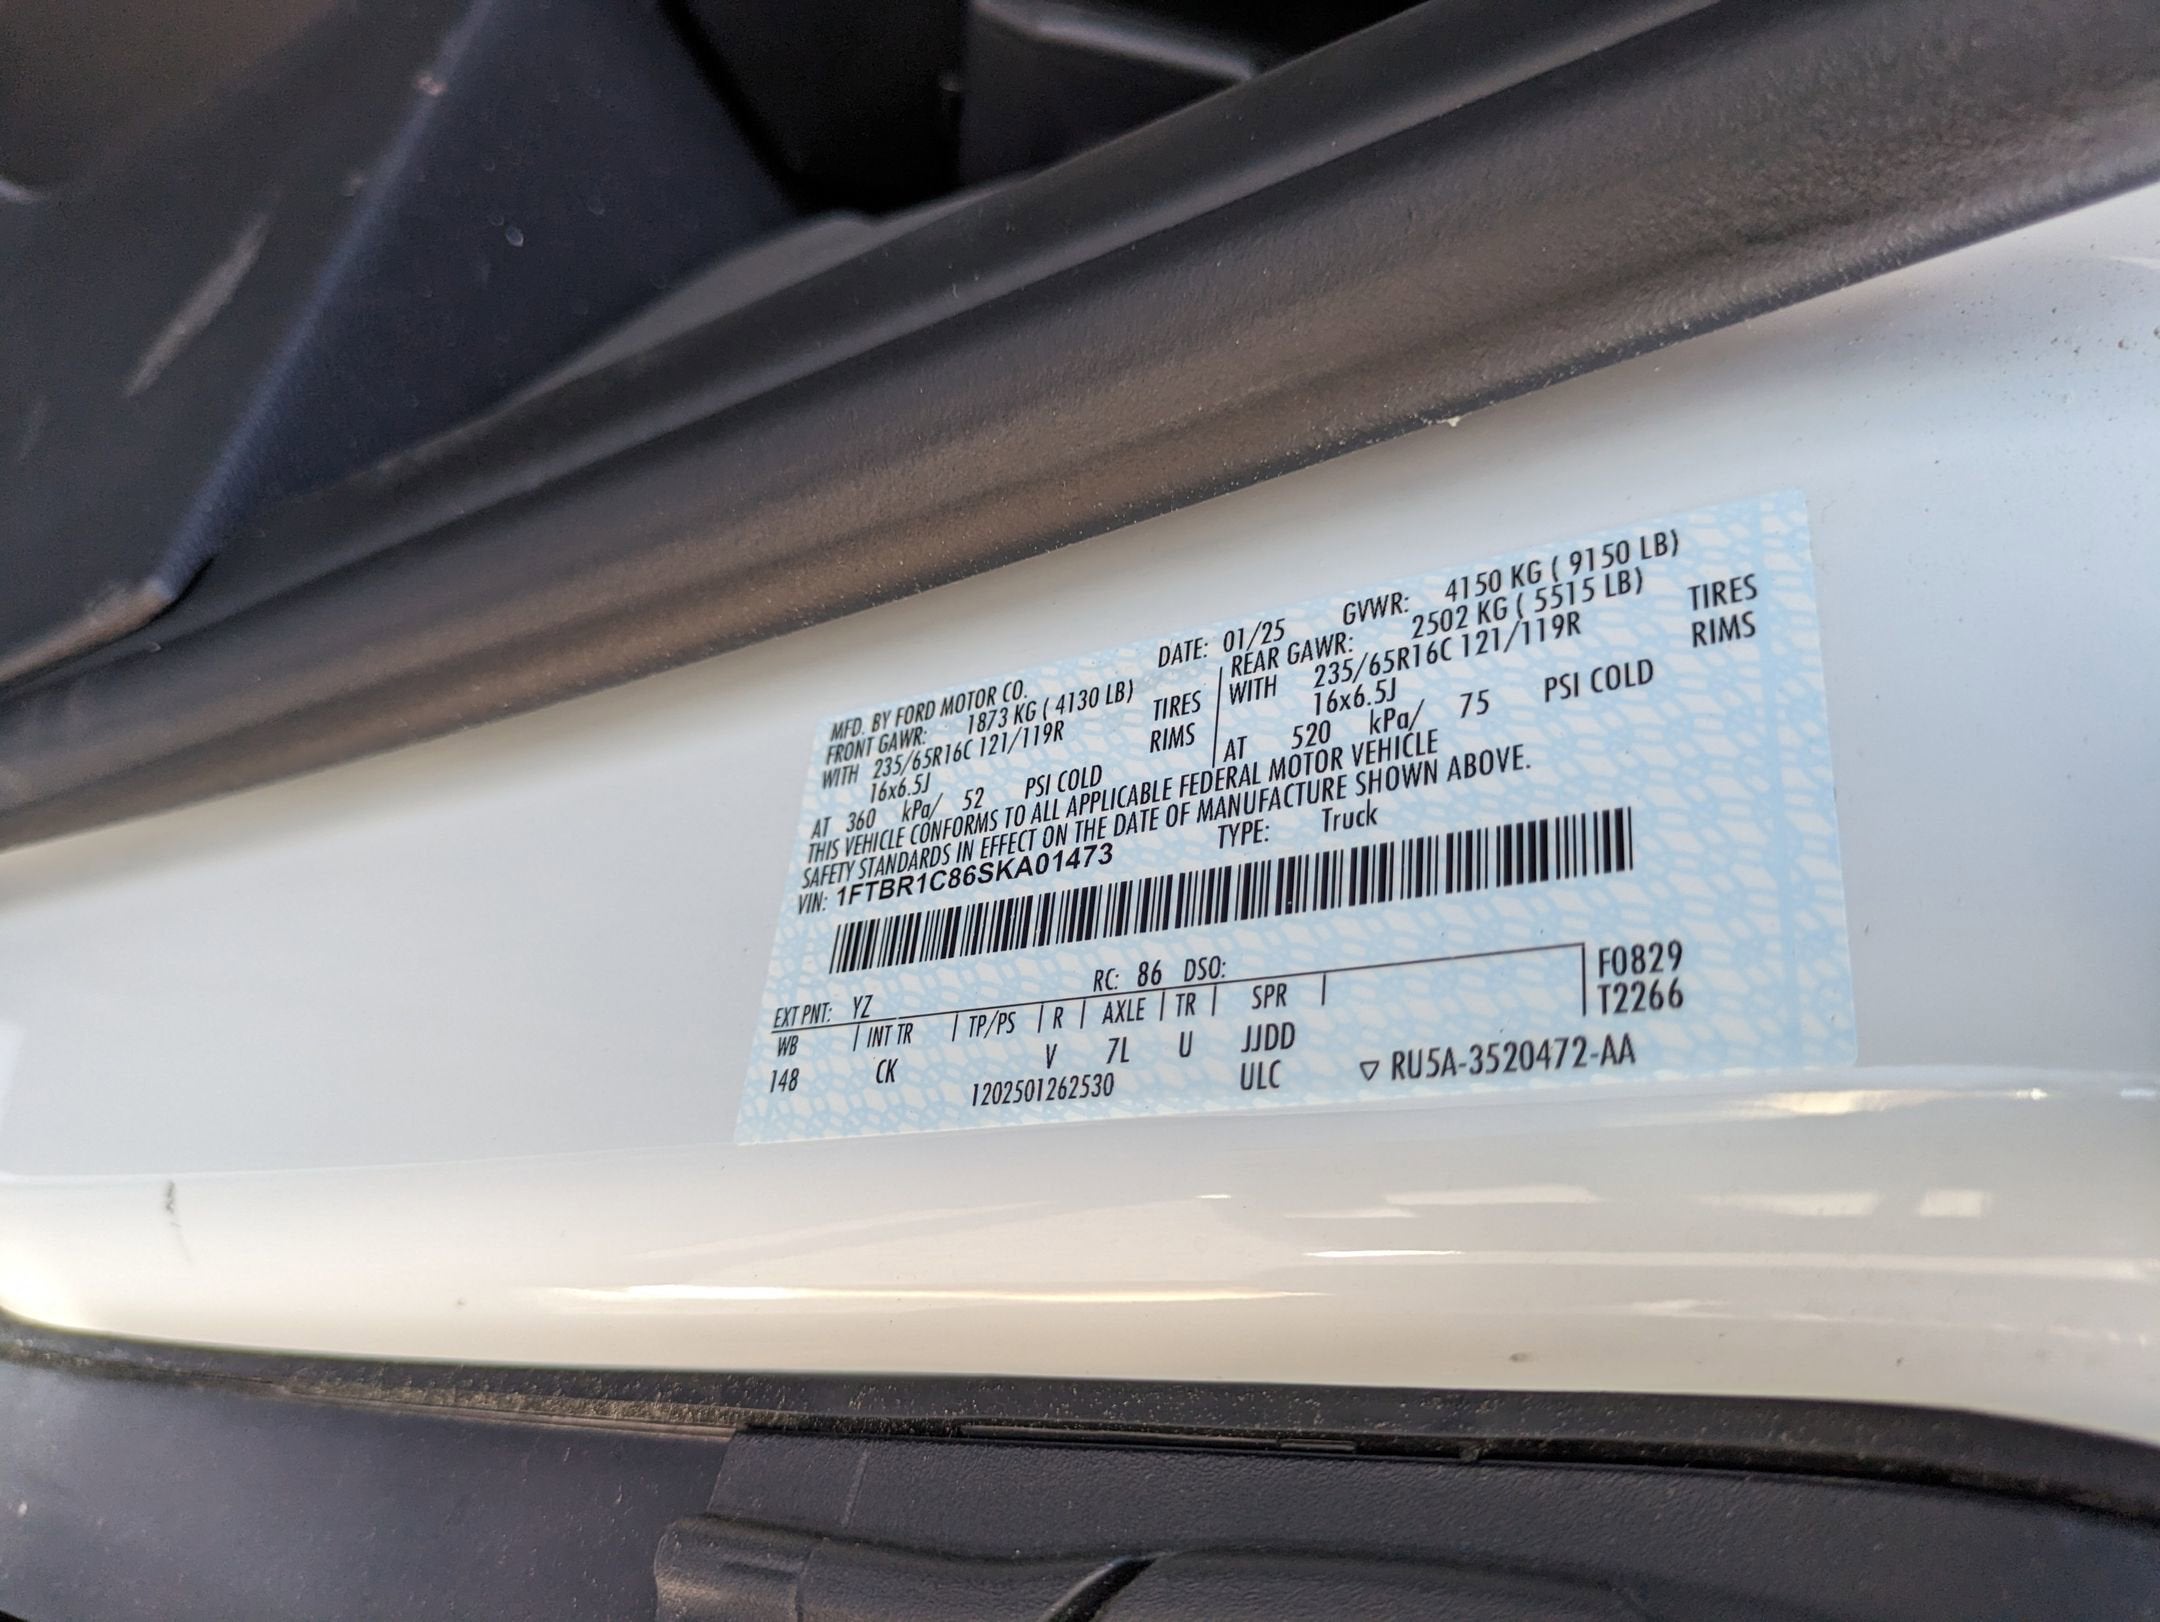 MFD. BY FORD MOTOR CO. DATE: 01/25 GVWR: 4150 KG ( 9150 LB)
FRONT GAWR: 1873 KG ( 4130 LB) REAR GAWR: 2502 KG ( 5515 LB)
WITH 235/65R16C 121/119R TIRES WITH 235/65R16C 121/119R TIRES
16x6.5J RIMS 16x6.5J RIMS
AT 360 kPa/ 52 PSI COLD AT 520 kPa/ 75 PSI COLD
THIS VEHICLE CONFORMS TO ALL APPLICABLE FEDERAL MOTOR VEHICLE
SAFETY STANDARDS IN EFFECT ON THE DATE OF MANUFACTURE SHOWN ABOVE.
VIN: 1FTBR1C86SKA01473 TYPE: Truck
EXT PNT: YZ RC: 86 DSO: F0829
WB INT TR TP/PS R AXLE TR SPR T2266
148 CK V 7L U JJDD
1202501262530 ULC ▽ RU5A-3520472-AA